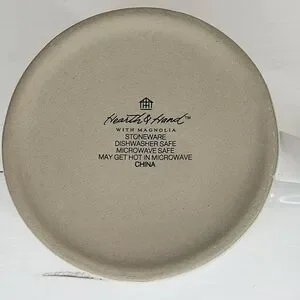 Hearth & Hand™
WITH MAGNOLIA
STONEWARE
DISHWASHER SAFE
MICROWAVE SAFE
MAY GET HOT IN MICROWAVE
CHINA